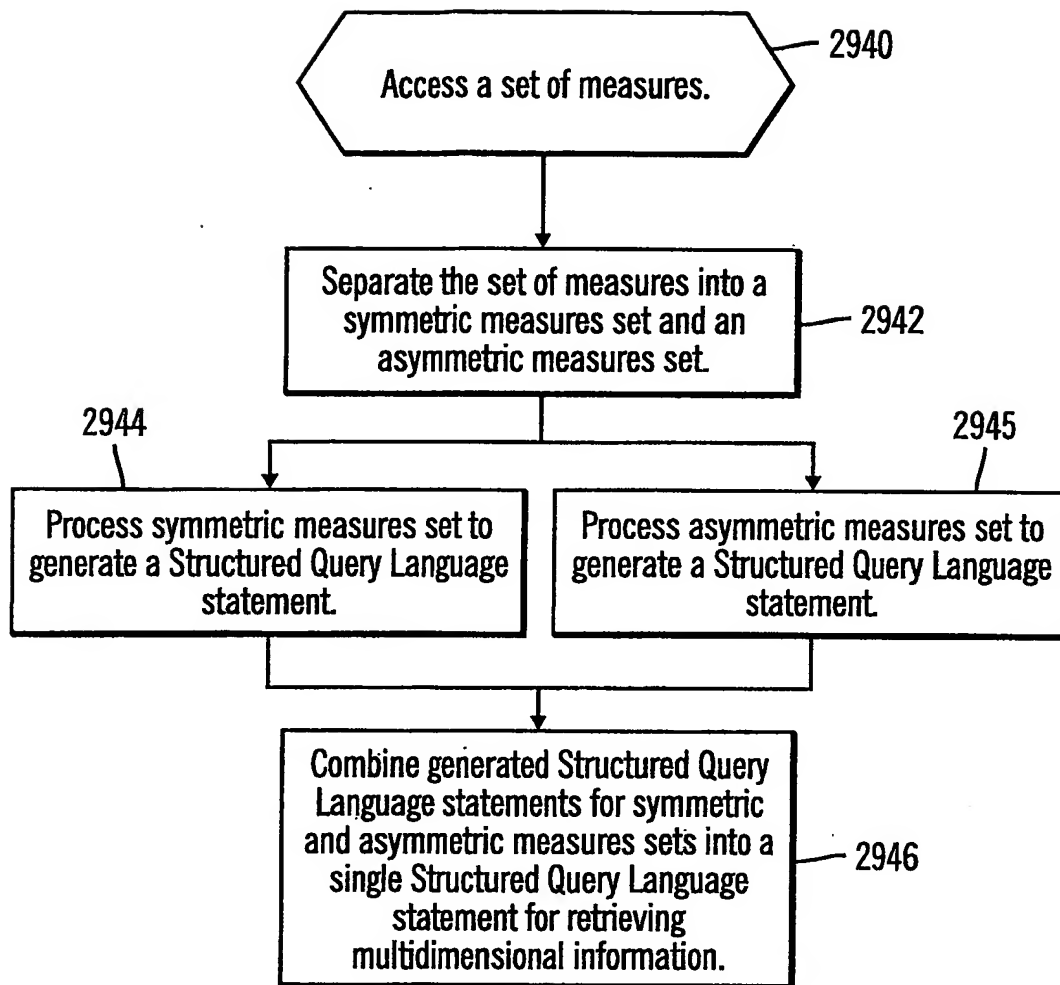 2940
Access a set of measures.
Separate the set of measures into a
symmetric measures set and an
asymmetric measures set.
2942
2944
2945
Process symmetric measures set to
generate a Structured Query Language
statement.
Process asymmetric measures set to
generate a Structured Query Language
statement.
Combine generated Structured Query
Language statements for symmetric
and asymmetric measures sets into a
single Structured Query Language
statement for retrieving
multidimensional information.
2946